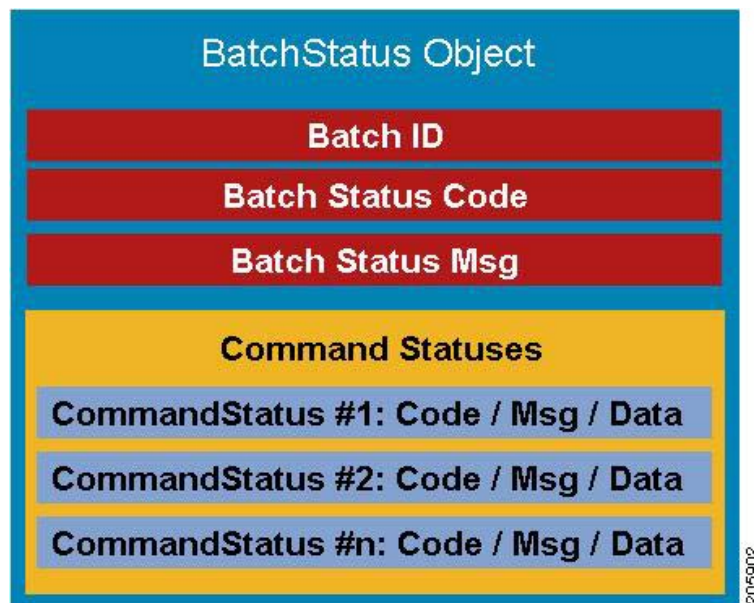 BatchStatus Object
Batch ID
Batch Status Code
Batch Status Msg
Command Statuses
CommandStatus #1: Code / Msg / Data
CommandStatus #2: Code / Msg / Data
CommandStatus #n: Code / Msg / Data
205902